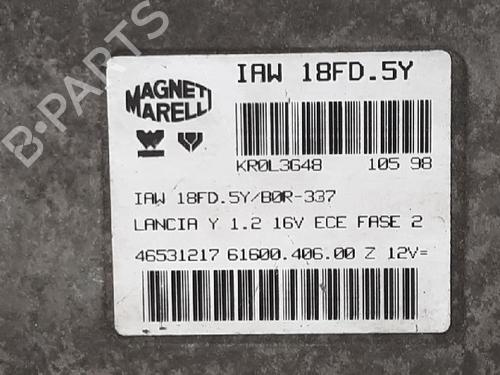 MAGNETI
MARELLI
IAW 18FD.5Y
KR0L3G48 105 98
IAW 18FD.5Y/B0R-337
LANCIA Y 1.2 16V ECE FASE 2
46531217 61600.406.00 Z 12V=
B-PARTS